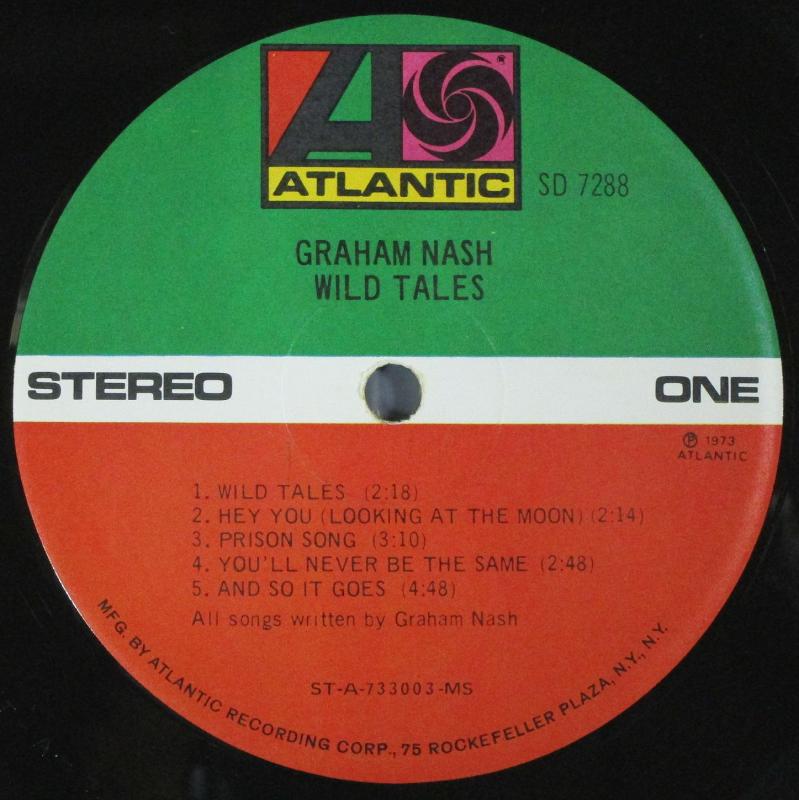 ATLANTIC
SD 7288
GRAHAM NASH
WILD TALES
STEREO
ONE
℗ 1973
ATLANTIC
1. WILD TALES (2:18)
2. HEY YOU (LOOKING AT THE MOON) (2:14)
3. PRISON SONG (3:10)
4. YOU'LL NEVER BE THE SAME (2:48)
5. AND SO IT GOES (4:48)
All songs written by Graham Nash
ST-A-733003-MS
MFG. BY ATLANTIC RECORDING CORP., 75 ROCKEFELLER PLAZA, N.Y., N.Y.